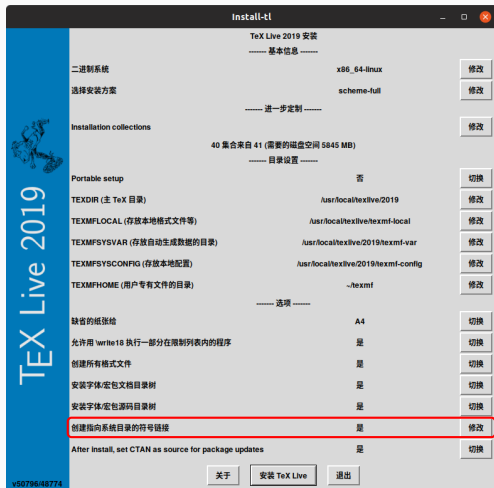 Install-tl
TeX Live 2019 安装
------- 基本信息 -------
二进制系统 x86_64-linux 修改
选择安装方案 scheme-full 修改
------- 进一步定制 -------
Installation collections 修改
40 集合来自 41 (需要的磁盘空间 5845 MB)
------- 目录设置 -------
Portable setup 否 切换
TEXDIR (主 TeX 目录) /usr/local/texlive/2019 修改
TEXMFLOCAL (存放本地格式文件等) /usr/local/texlive/texmf-local 修改
TEXMFSYSVAR (存放自动生成数据的目录) /usr/local/texlive/2019/texmf-var 修改
TEXMFSYSCONFIG (存放本地配置) /usr/local/texlive/2019/texmf-config 修改
TEXMFHOME (用户专有文件的目录) ~/texmf 修改
------- 选项 -------
缺省的纸张给 A4 切换
允许用 \write18 执行一部分在限制列表内的程序 是 切换
创建所有格式文件 是 切换
安装字体/宏包文档目录树 是 切换
安装字体/宏包源码目录树 是 切换
创建指向系统目录的符号链接 是 修改
After install, set CTAN as source for package updates 是 切换
关于 安装 TeX Live 退出
TEX Live 2019
v50796/48774